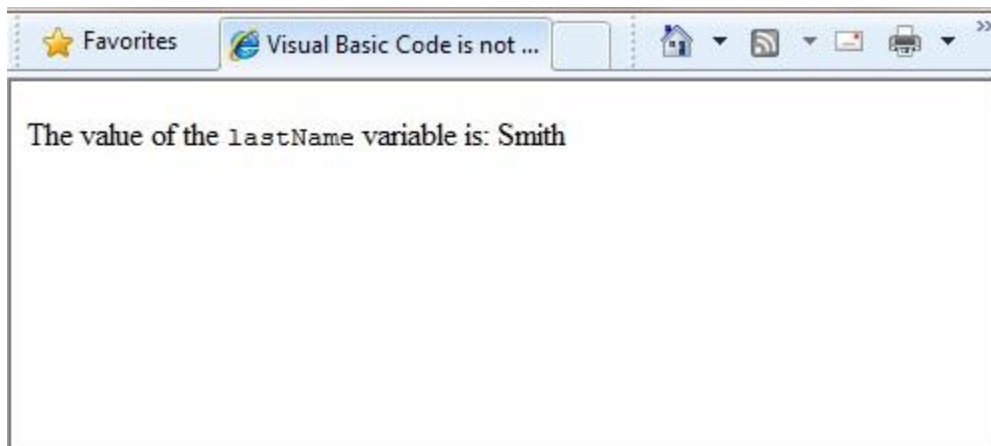 Favorites
Visual Basic Code is not ...
The value of the lastName variable is: Smith